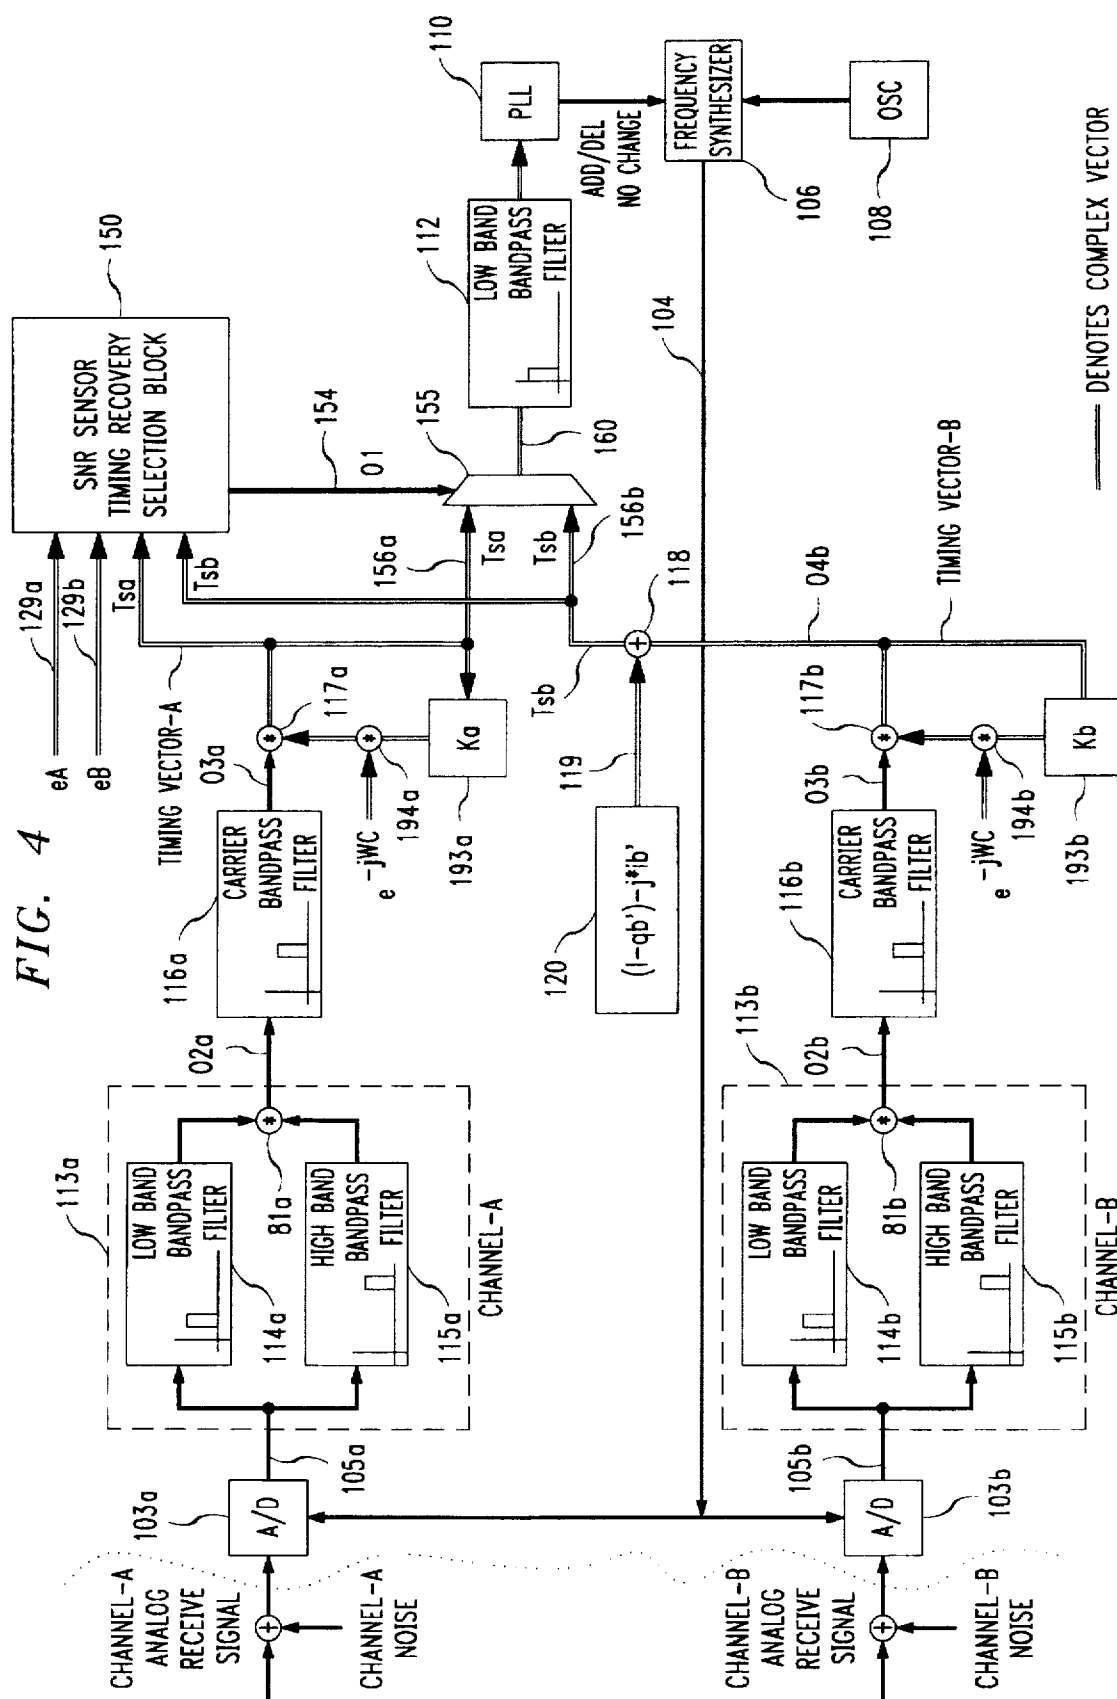 FIG. 4
SNR SENSOR
TIMING RECOVERY
SELECTION BLOCK
150
eA
129a
eB
129b
Tsa
Tsb
TIMING VECTOR-A
154
01
155
156a
Tsa
Tsb
156b
160
LOW BAND
BANDPASS
FILTER
112
PLL
110
ADD/DEL
NO CHANGE
FREQUENCY
SYNTHESIZER
106
OSC
108
104
CHANNEL-A
ANALOG
RECEIVE
SIGNAL
CHANNEL-A
NOISE
A/D
103a
105a
113a
LOW BAND
BANDPASS
FILTER
114a
HIGH BAND
BANDPASS
FILTER
115a
CHANNEL-A
*
81a
02a
116a
CARRIER
BANDPASS
FILTER
03a
*
117a
*
194a
e -jWC
Ka
193a
120
(1-qb')-j*ib'
119
+
118
Tsb
04b
TIMING VECTOR-B
CHANNEL-B
ANALOG
RECEIVE
SIGNAL
CHANNEL-B
NOISE
A/D
103b
105b
113b
LOW BAND
BANDPASS
FILTER
114b
HIGH BAND
BANDPASS
FILTER
115b
CHANNEL-B
*
81b
02b
116b
CARRIER
BANDPASS
FILTER
03b
*
117b
*
194b
e -jWC
Kb
193b
DENOTES COMPLEX VECTOR